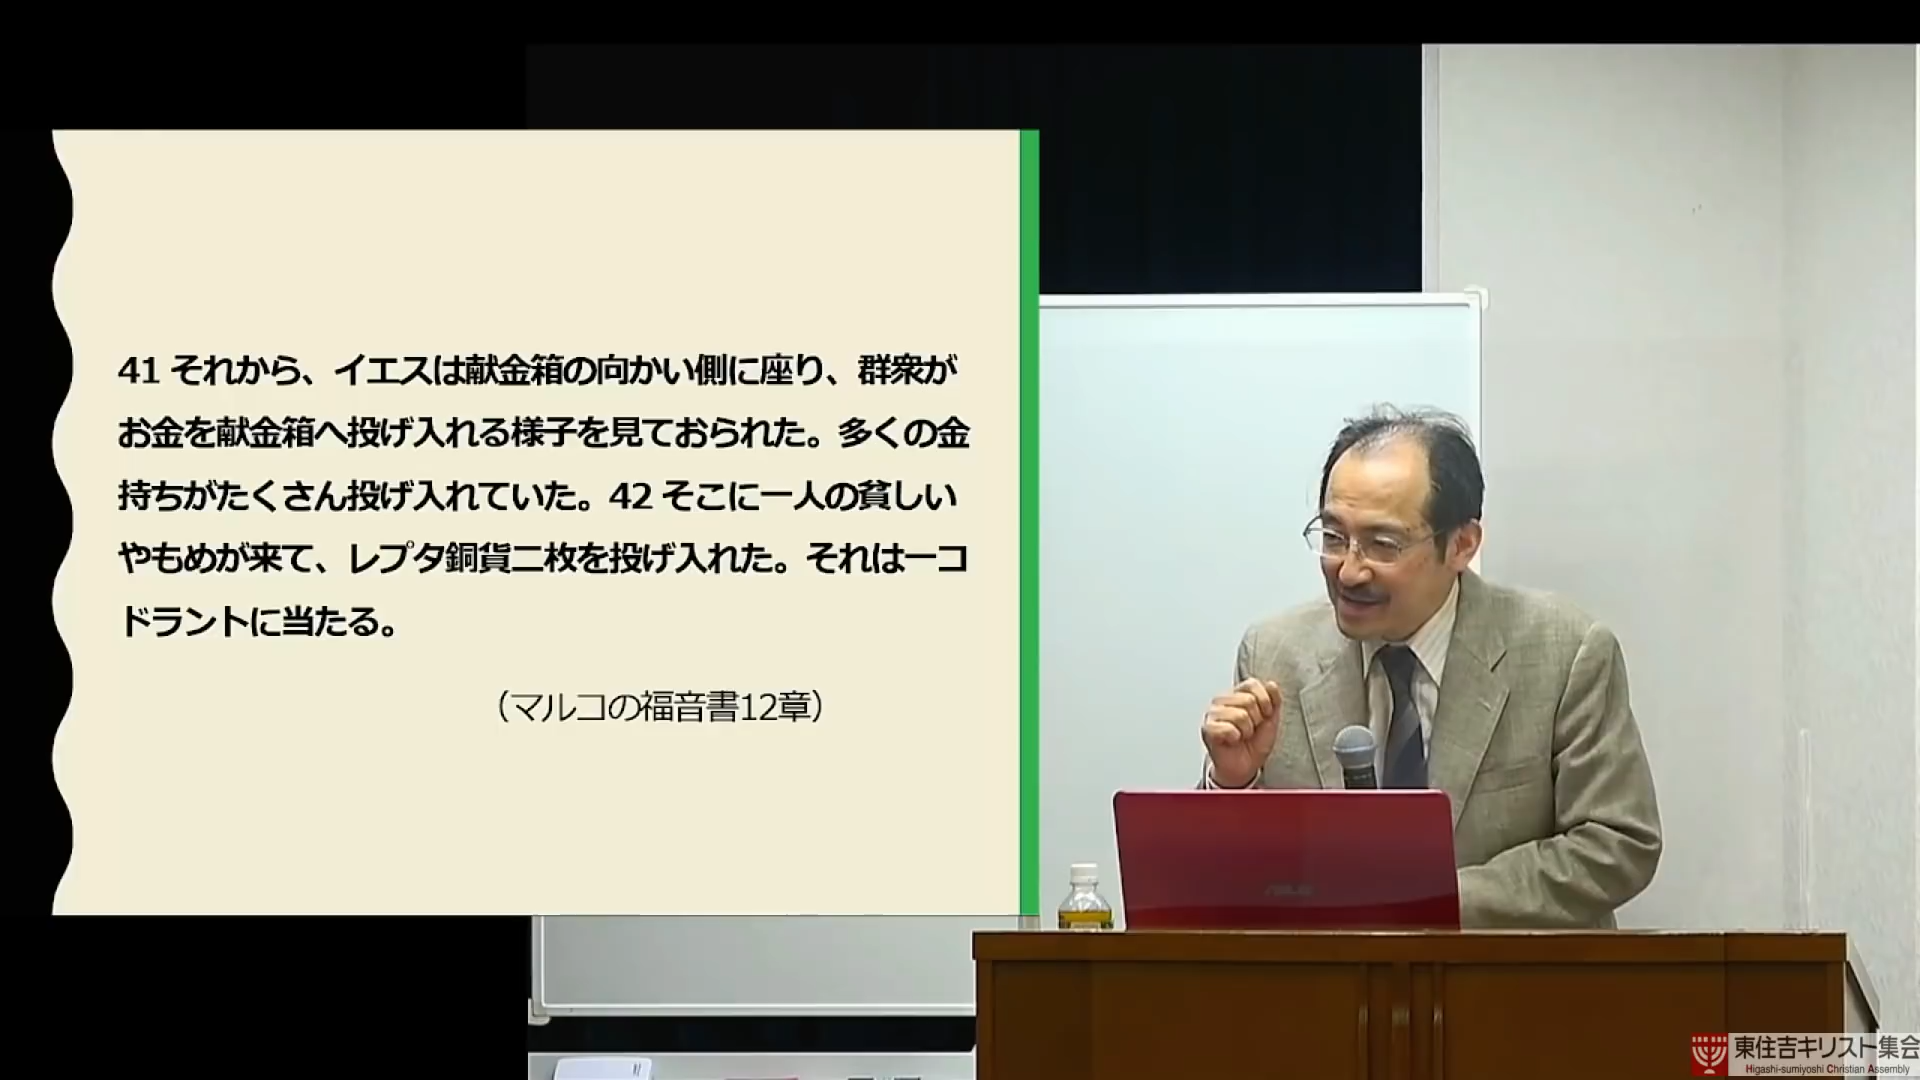 41 それから、イエスは献金箱の向かい側に座り、群衆が
お金を献金箱へ投げ入れる様子を見ておられた。多くの金
持ちがたくさん投げ入れていた。42 そこに一人の貧しい
やもめが来て、レプタ銅貨二枚を投げ入れた。それは一コ
ドラントに当たる。
（マルコの福音書12章）
ASUS
東住吉キリスト集会
Higashi-sumiyoshi Christian Assembly